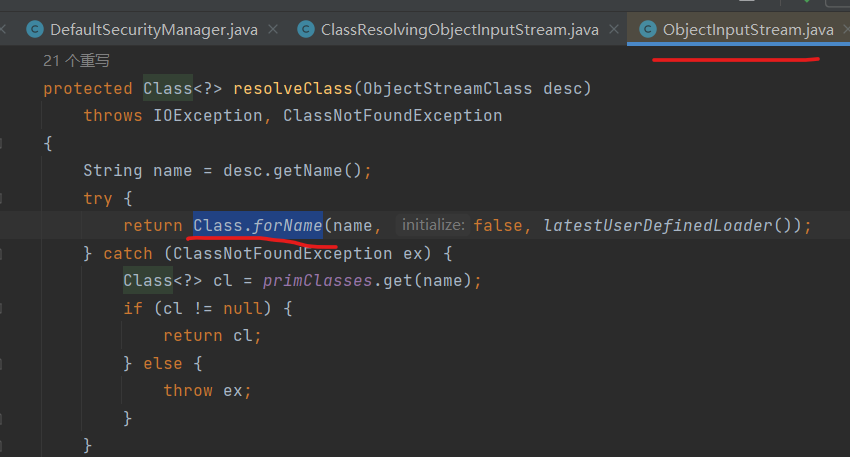 DefaultSecurityManager.java × ClassResolvingObjectInputStream.java × ObjectInputStream.java ×
21 个重写
protected Class<?> resolveClass(ObjectStreamClass desc)
throws IOException, ClassNotFoundException
{
String name = desc.getName();
try {
return Class.forName(name, initialize: false, latestUserDefinedLoader());
} catch (ClassNotFoundException ex) {
Class<?> cl = primClasses.get(name);
if (cl != null) {
return cl;
} else {
throw ex;
}
}